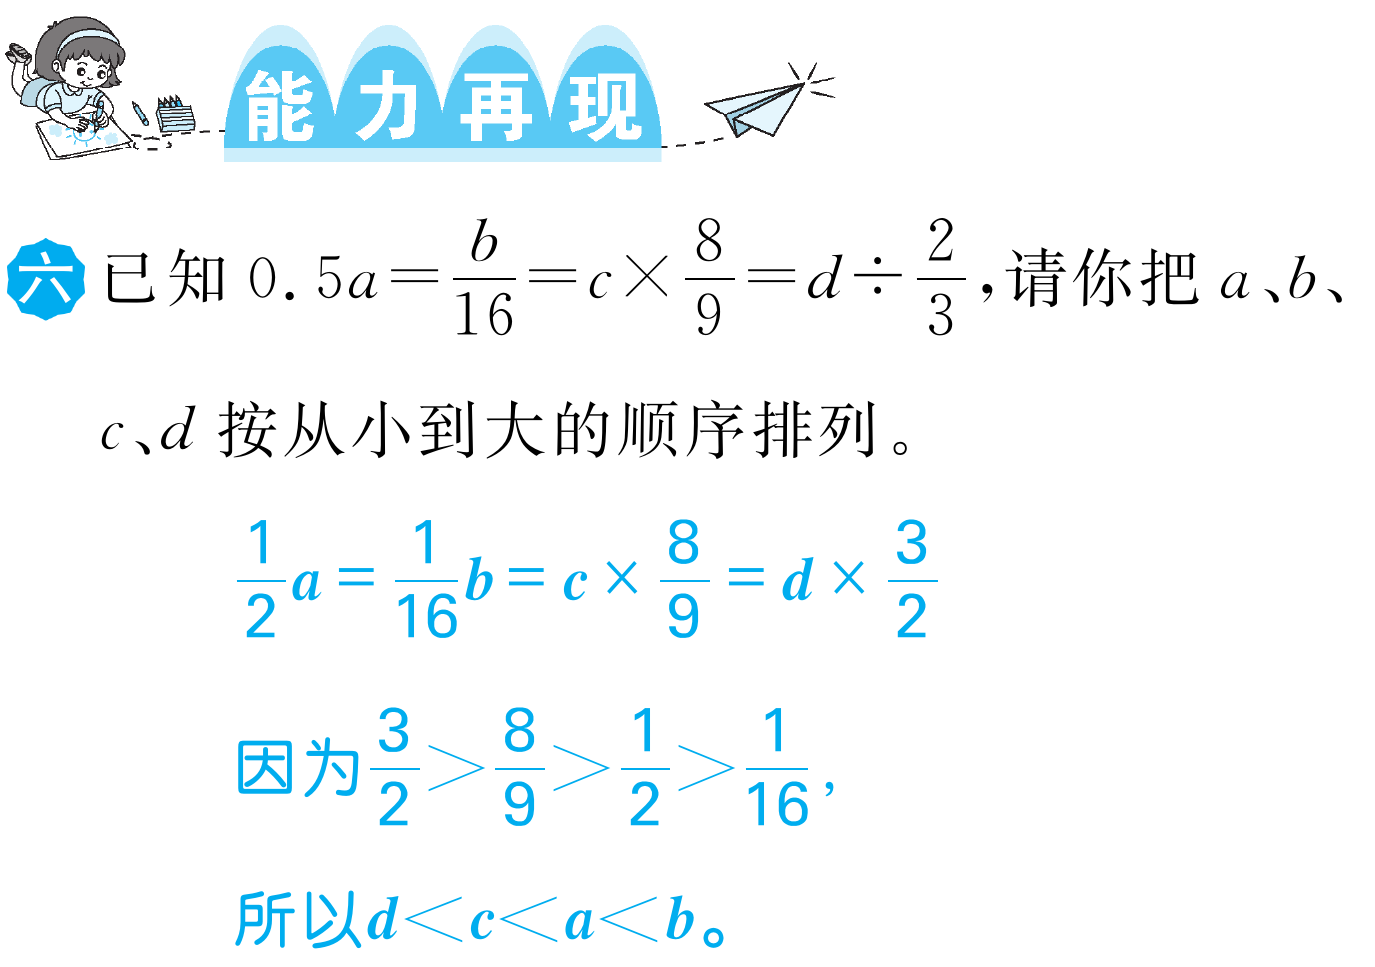 能力再现
六 已知 0.5a=b/16=c×8/9=d÷2/3,请你把 a、b、
c、d 按从小到大的顺序排列。
1/2a=1/16b=c×8/9=d×3/2
因为3/2>8/9>1/2>1/16,
所以d<c<a<b。